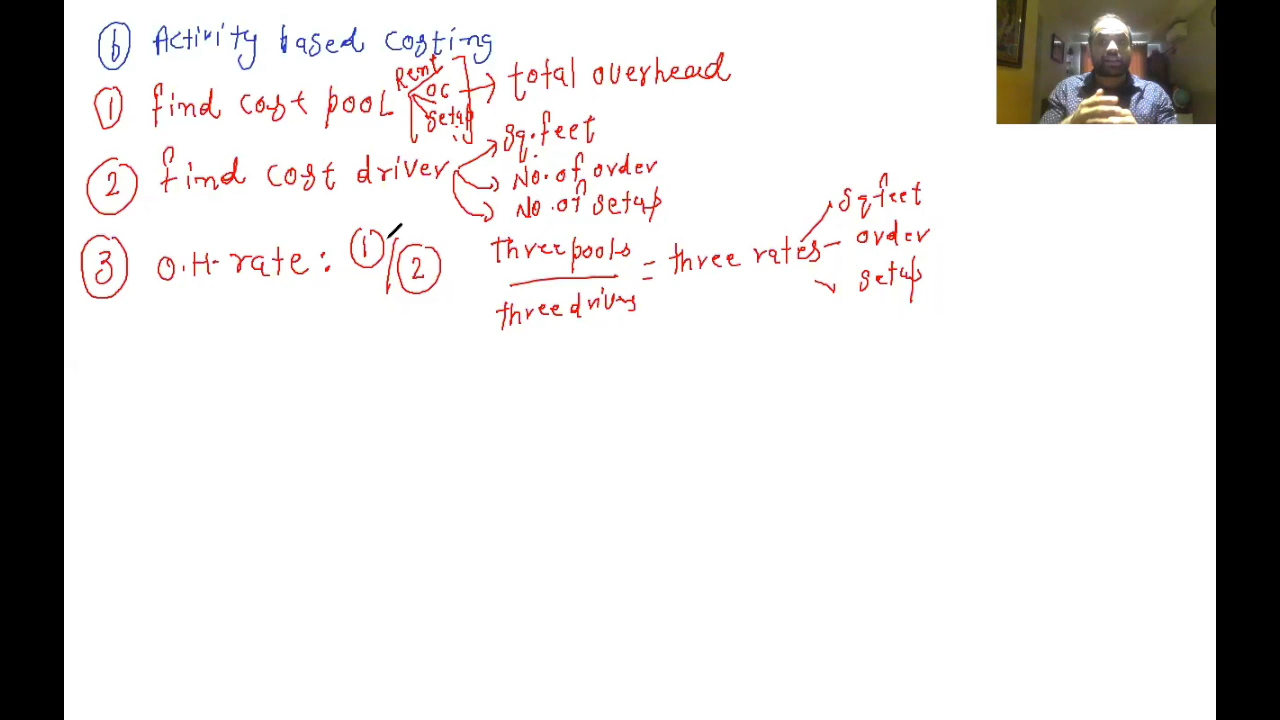 b Activity based costing
1 find cost pool Rent OC Setup → total overhead
2 find cost driver sq.feet
No. of order
No. of setup
3 O.H. rate: 1/2 three pools / three drivers = three rates sq feet
order
setup